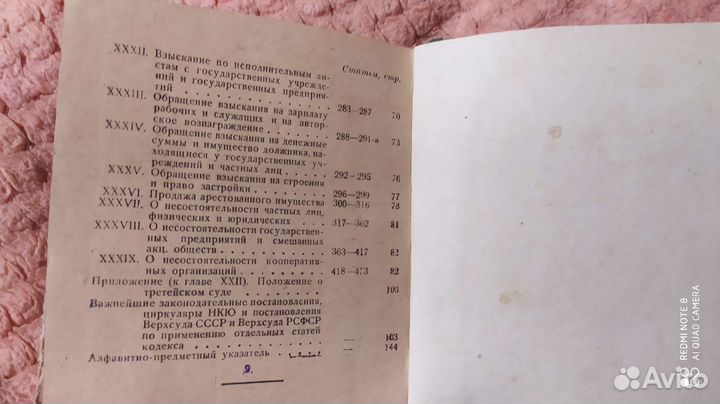 Статьи, стр.
XXXII. Взыскание по исполнительным ли-
стам с государственных учрежде-
ний и государственных предприя-
тий . . . . . . . . . . 283—287 70
XXXIII. Обращение взыскания на зарплату
рабочих и служащих и на автор-
ское вознаграждение . . . . . . 288—291-а 73
XXXIV. Обращение взыскания на денежные
суммы и имущество должника, на-
ходящиеся у государственных уч-
реждений и частных лиц . . . . 292—295 76
XXXV. Обращение взыскания на строения
и право застройки . . . . . . 296—299 77
XXXVI. Продажа арестованного имущества 300—316 78
XXXVII. О несостоятельности частных лиц,
физических и юридических . . . . 317—362 81
XXXVIII. О несостоятельности государствен-
ных предприятий и смешанных
акц. обществ . . . . . . . . 363—417 82
XXXIX. О несостоятельности кооператив-
ных организаций . . . . . . . 418—473 82
Приложение (к главе XXII). Положение о
третейском суде . . . . . . . — 100
Важнейшие законодательные постановления,
циркуляры НКЮ и постановления
Верхсуда СССР и Верхсуда РСФСР
по применению отдельных статей
кодекса . . . . . . . . . . — 103
Алфавитно-предметный указатель . . . . — 144
9.
REDMI NOTE 8
AI QUAD CAMERA
Avito